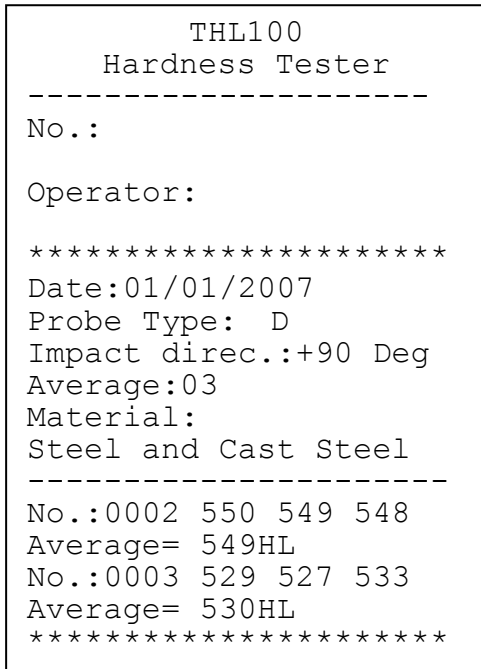 THL100
Hardness Tester
---------------------
No.:
Operator:
**********************
Date:01/01/2007
Probe Type:  D
Impact direc.:+90 Deg
Average:03
Material:
Steel and Cast Steel
----------------------
No.:0002 550 549 548
Average= 549HL
No.:0003 529 527 533
Average= 530HL
**********************